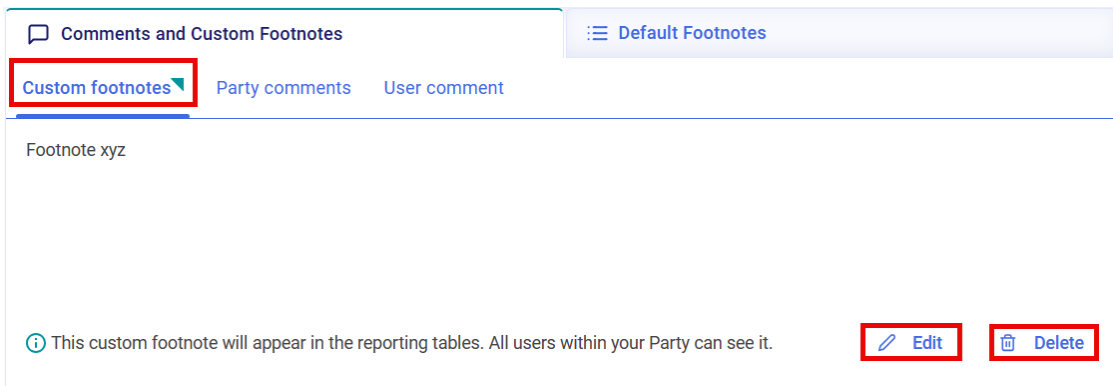 Comments and Custom Footnotes
Default Footnotes
Custom footnotes
Party comments
User comment
Footnote xyz
This custom footnote will appear in the reporting tables. All users within your Party can see it.
Edit
Delete